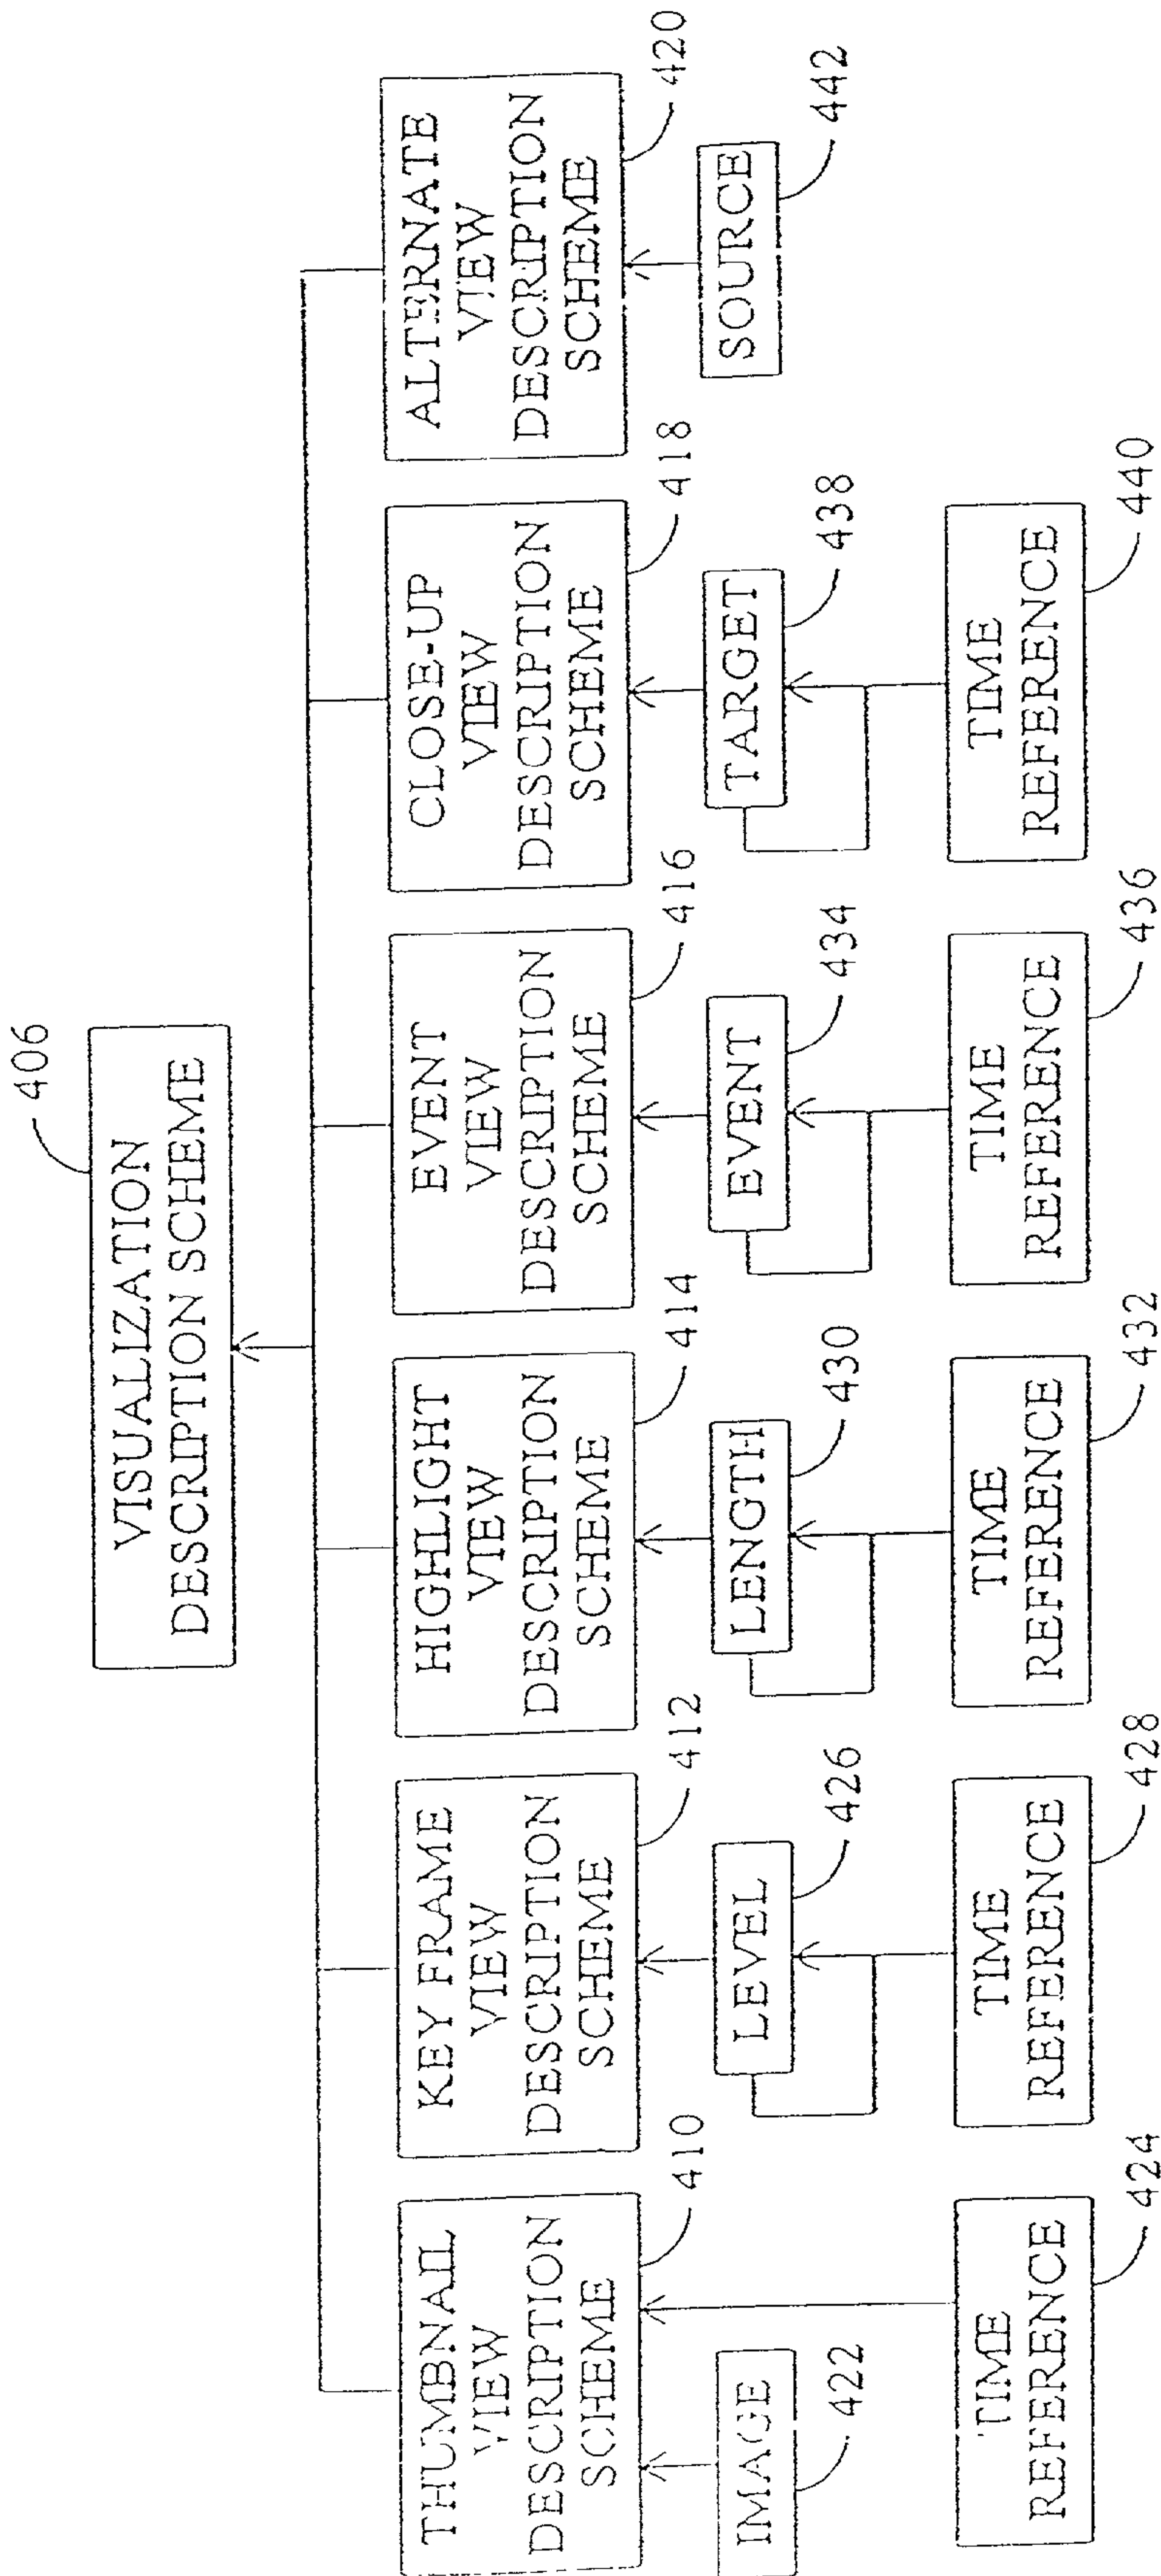 406
VISUALIZATION
DESCRIPTION SCHEME
THUMBNAIL
VIEW
DESCRIPTION
SCHEME
410
KEY FRAME
VIEW
DESCRIPTION
SCHEME
412
HIGHLIGHT
VIEW
DESCRIPTION
SCHEME
414
EVENT
VIEW
DESCRIPTION
SCHEME
416
CLOSE-UP
VIEW
DESCRIPTION
SCHEME
418
ALTERNATE
VIEW
DESCRIPTION
SCHEME
420
IMAGE
422
LEVEL
426
LENGTH
430
EVENT
434
TARGET
438
SOURCE
442
TIME
REFERENCE
424
TIME
REFERENCE
428
TIME
REFERENCE
432
TIME
REFERENCE
436
TIME
REFERENCE
440